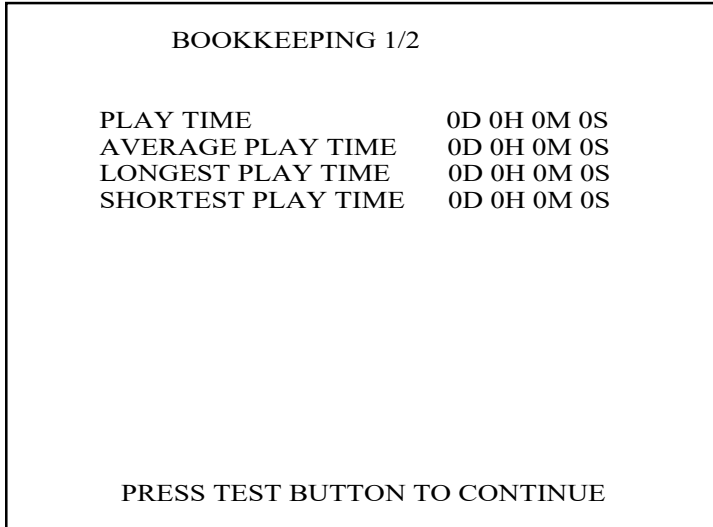 BOOKKEEPING 1/2
PLAY TIME 0D 0H 0M 0S
AVERAGE PLAY TIME 0D 0H 0M 0S
LONGEST PLAY TIME 0D 0H 0M 0S
SHORTEST PLAY TIME 0D 0H 0M 0S
PRESS TEST BUTTON TO CONTINUE